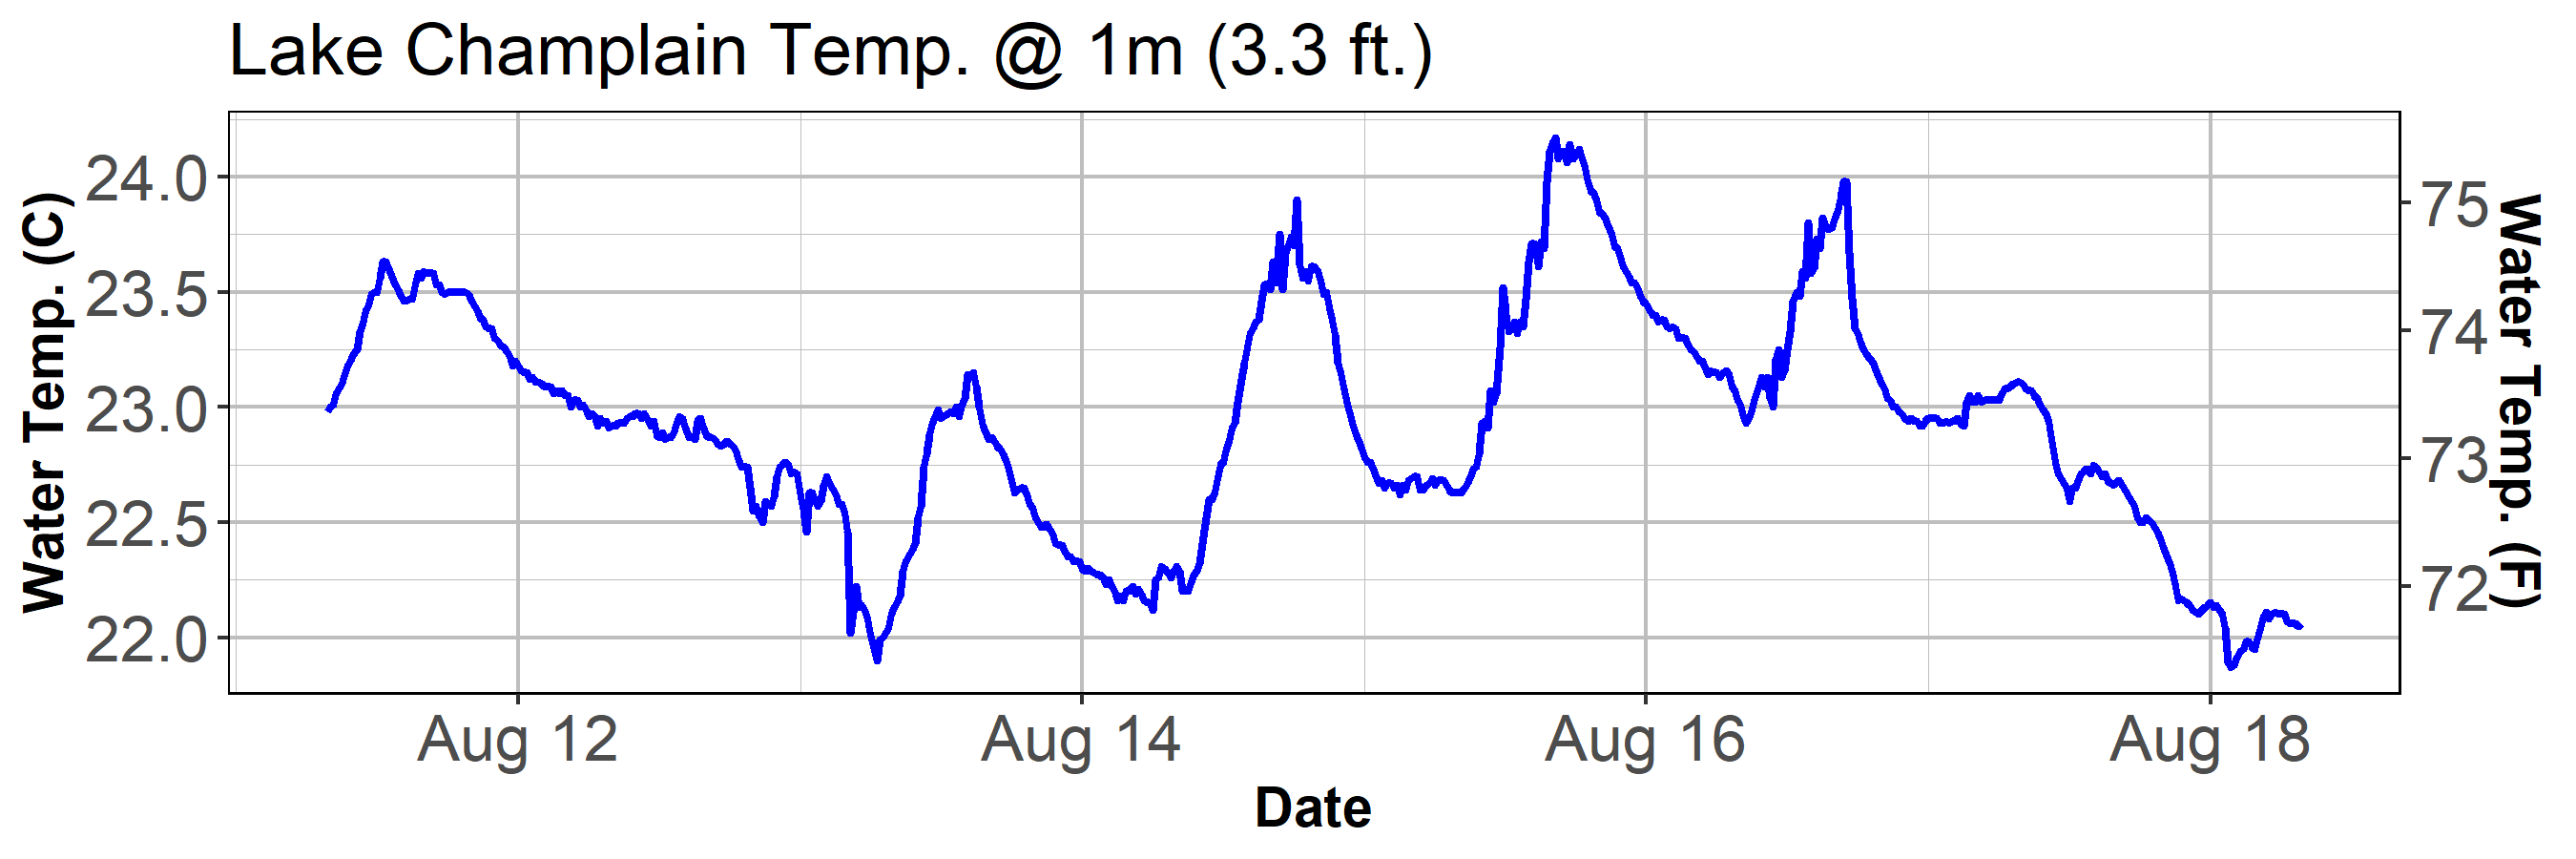 Lake Champlain Temp. @ 1m (3.3 ft.)
Water Temp. (C)
24.0
23.5
23.0
22.5
22.0
75
74
73
72
Water Temp. (F)
Aug 12 Aug 14 Aug 16 Aug 18
Date